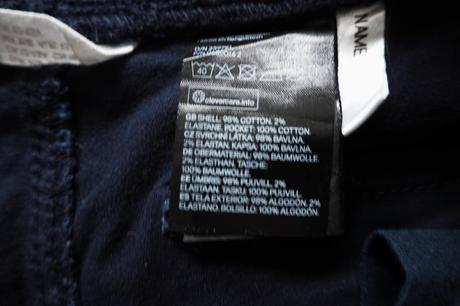 40
clevercare.info
GB SHELL: 98% COTTON, 2%
ELASTANE. POCKET: 100% COTTON.
CZ SVRCHNÍ LÁTKA: 98% BAVLNA,
2% ELASTAN. KAPSA: 100% BAVLNA.
DE OBERMATERIAL: 98% BAUMWOLLE,
2% ELASTHAN. TASCHE:
100% BAUMWOLLE
EE ÜMBRIS: 98% PUUVILL, 2%
ELASTAAN. TASKU: 100% PUUVILL.
ES TELA EXTERIOR: 98% ALGODÓN, 2%
ELASTANO. BOLSILLO: 100% ALGODÓN.
NAME